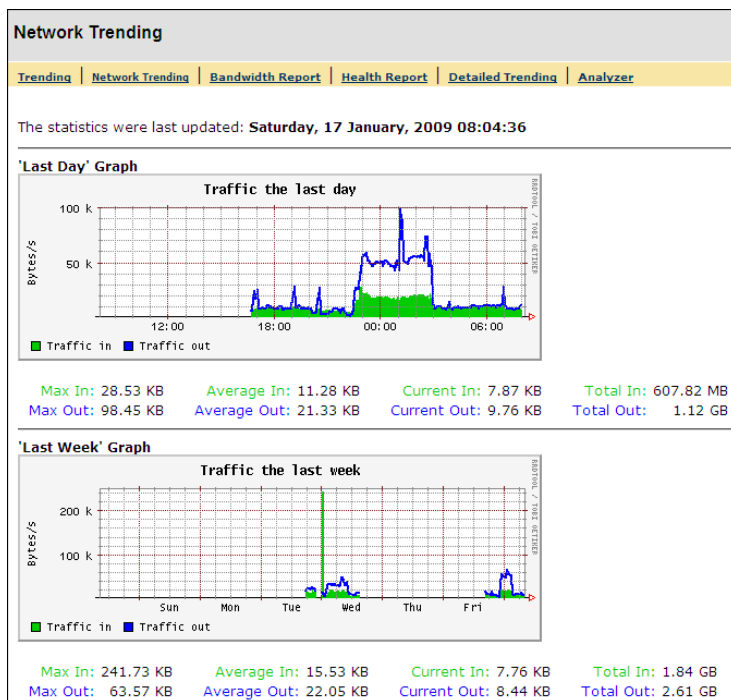 Network Trending
Trending | Network Trending | Bandwidth Report | Health Report | Detailed Trending | Analyzer
The statistics were last updated: Saturday, 17 January, 2009 08:04:36
'Last Day' Graph
Traffic the last day
RRDTOOL / TOBI OETIKER
Bytes/s
100 k
50 k
12:00 18:00 00:00 06:00
Traffic in Traffic out
Max In: 28.53 KB Average In: 11.28 KB Current In: 7.87 KB Total In: 607.82 MB
Max Out: 98.45 KB Average Out: 21.33 KB Current Out: 9.76 KB Total Out: 1.12 GB
'Last Week' Graph
Traffic the last week
RRDTOOL / TOBI OETIKER
Bytes/s
200 k
100 k
Sun Mon Tue Wed Thu Fri
Traffic in Traffic out
Max In: 241.73 KB Average In: 15.53 KB Current In: 7.76 KB Total In: 1.84 GB
Max Out: 63.57 KB Average Out: 22.05 KB Current Out: 8.44 KB Total Out: 2.61 GB